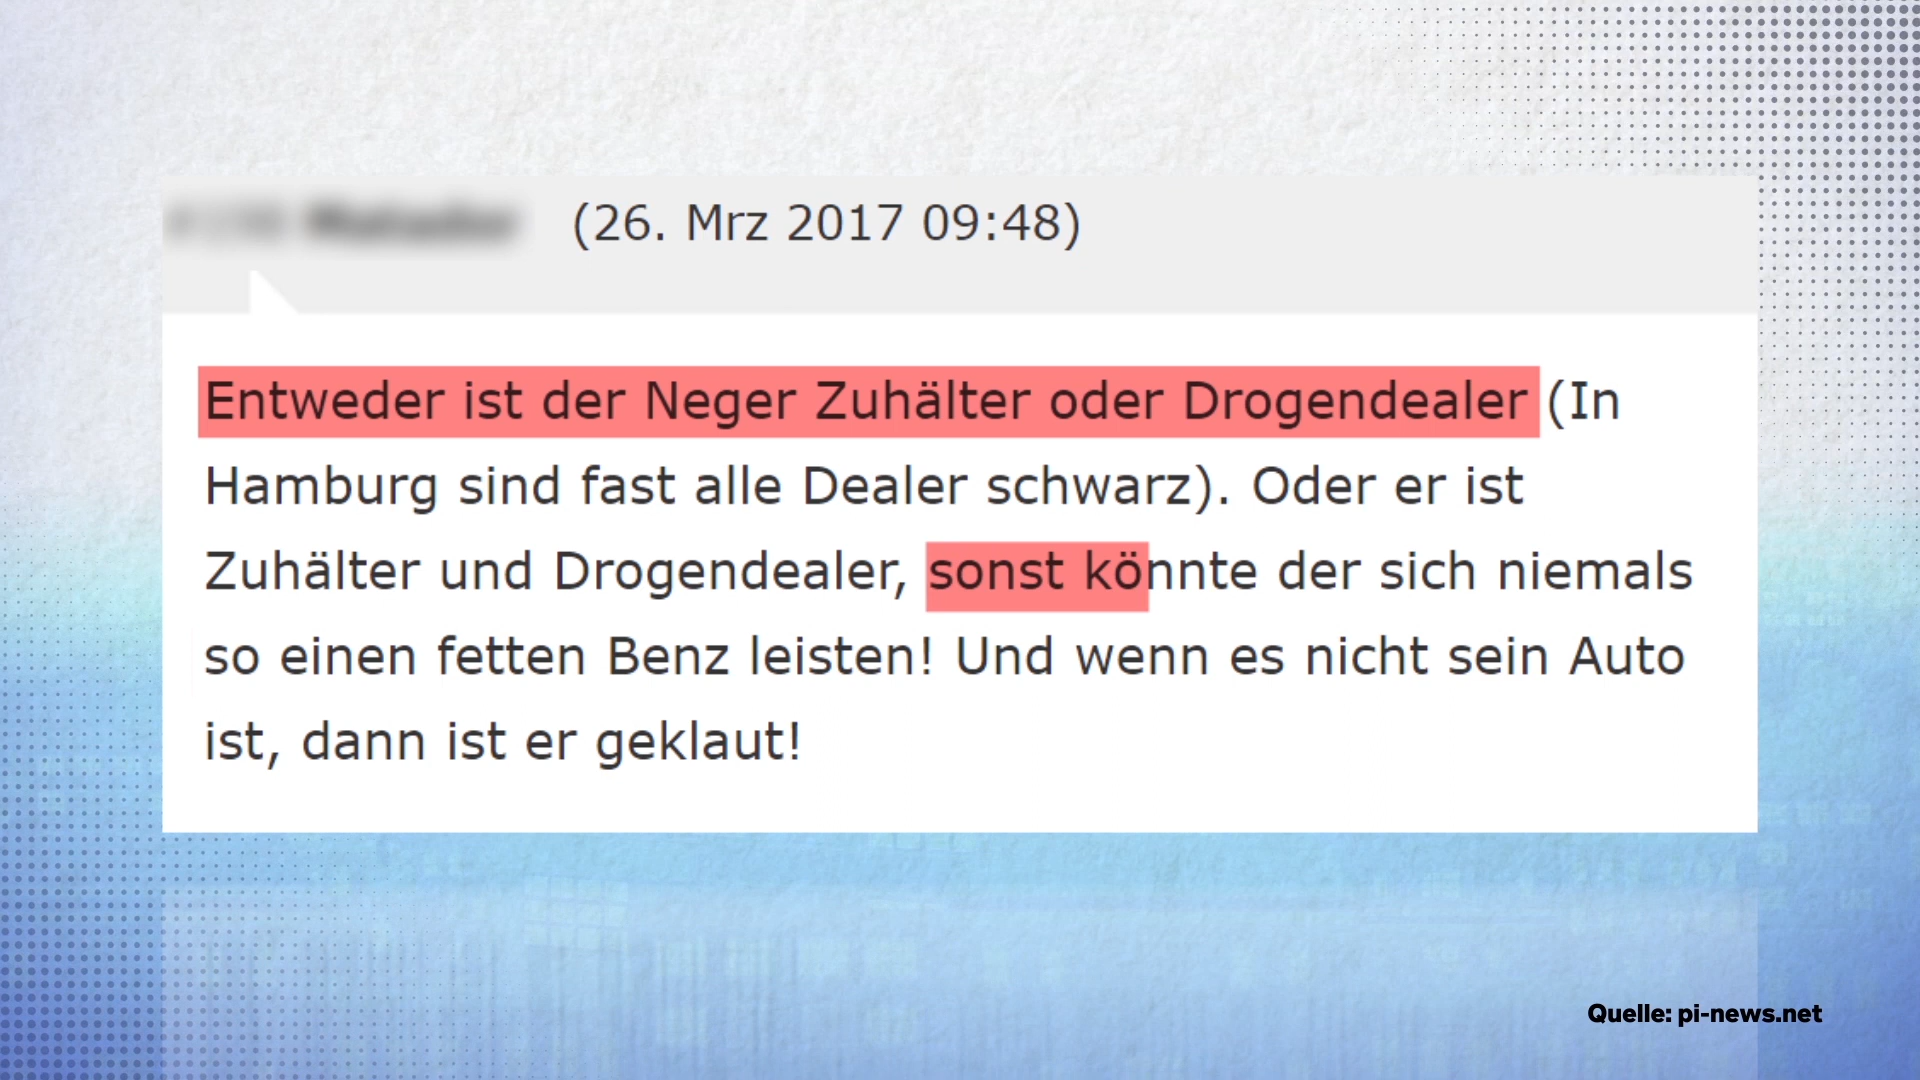 (26. Mrz 2017 09:48)
Entweder ist der Neger Zuhälter oder Drogendealer (In
Hamburg sind fast alle Dealer schwarz). Oder er ist
Zuhälter und Drogendealer, sonst könnte der sich niemals
so einen fetten Benz leisten! Und wenn es nicht sein Auto
ist, dann ist er geklaut!
Quelle: pi-news.net